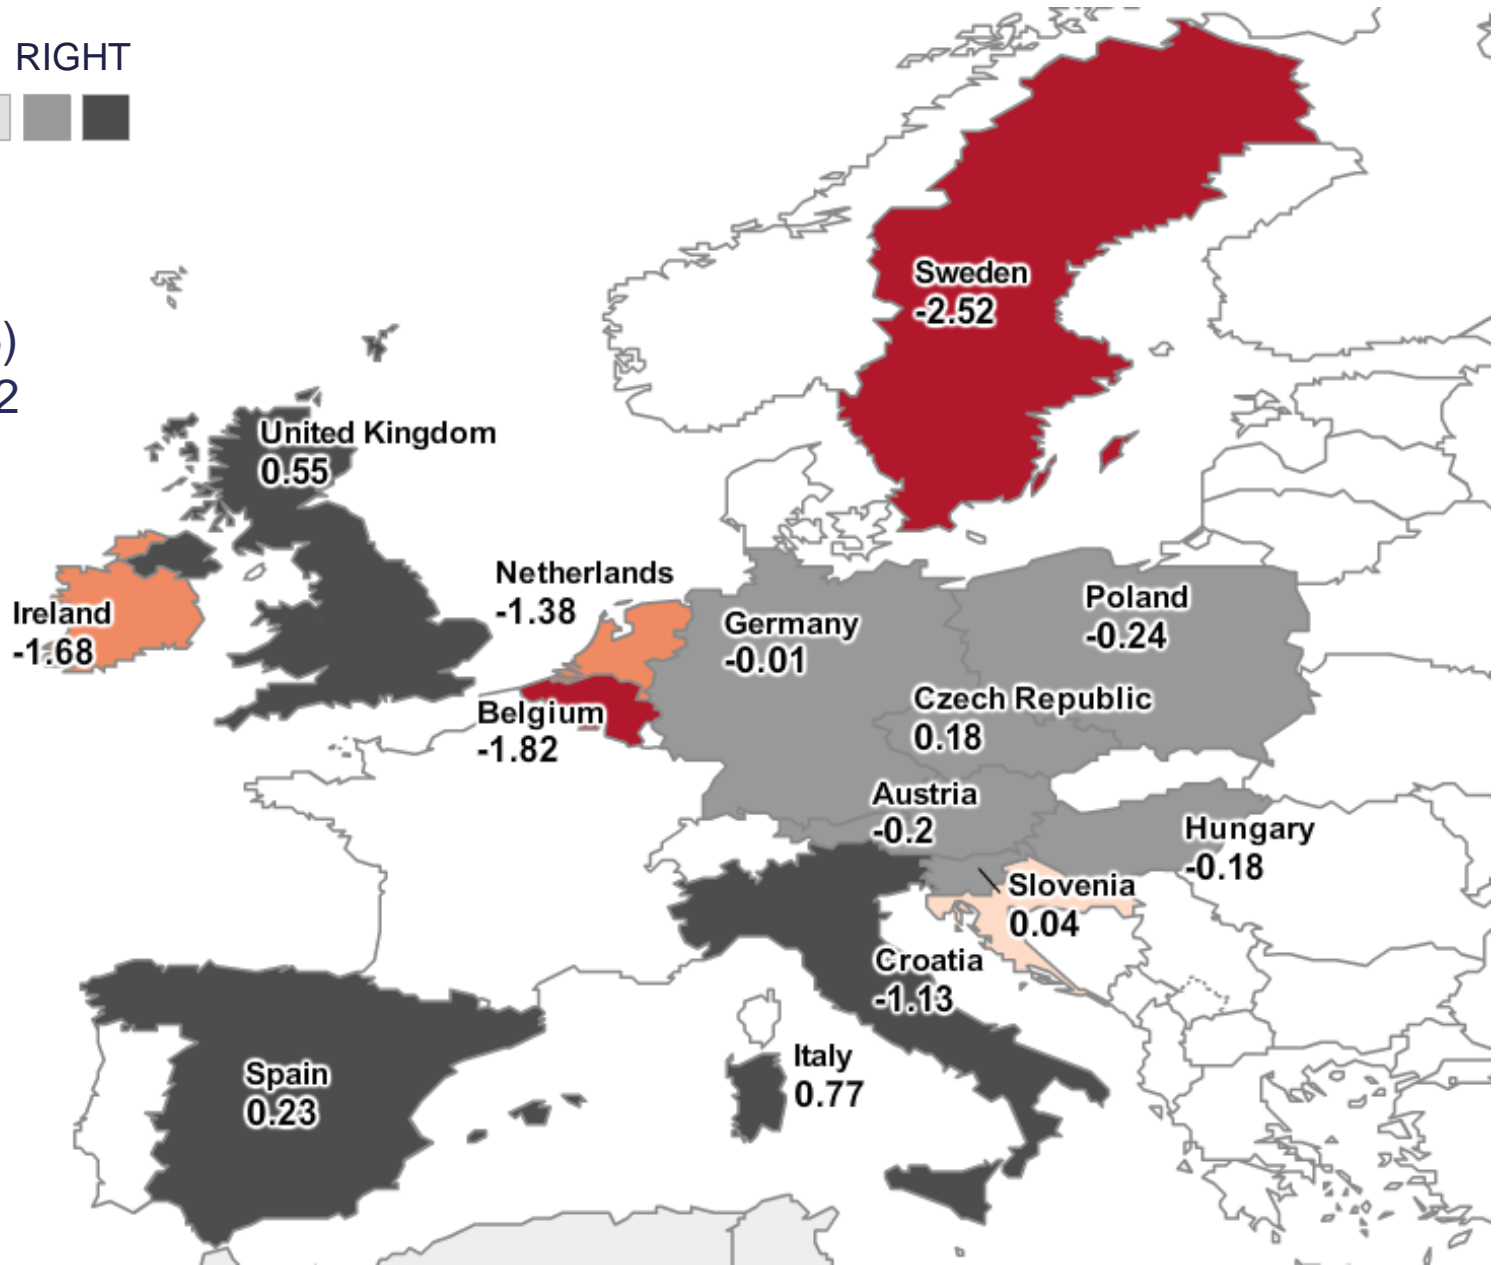 RIGHT
)
2
Sweden
-2.52
United Kingdom
0.55
Netherlands
-1.38
Ireland
-1.68
Germany
-0.01
Poland
-0.24
Belgium
-1.82
Czech Republic
0.18
Austria
-0.2
Hungary
-0.18
Slovenia
0.04
Croatia
-1.13
Italy
0.77
Spain
0.23